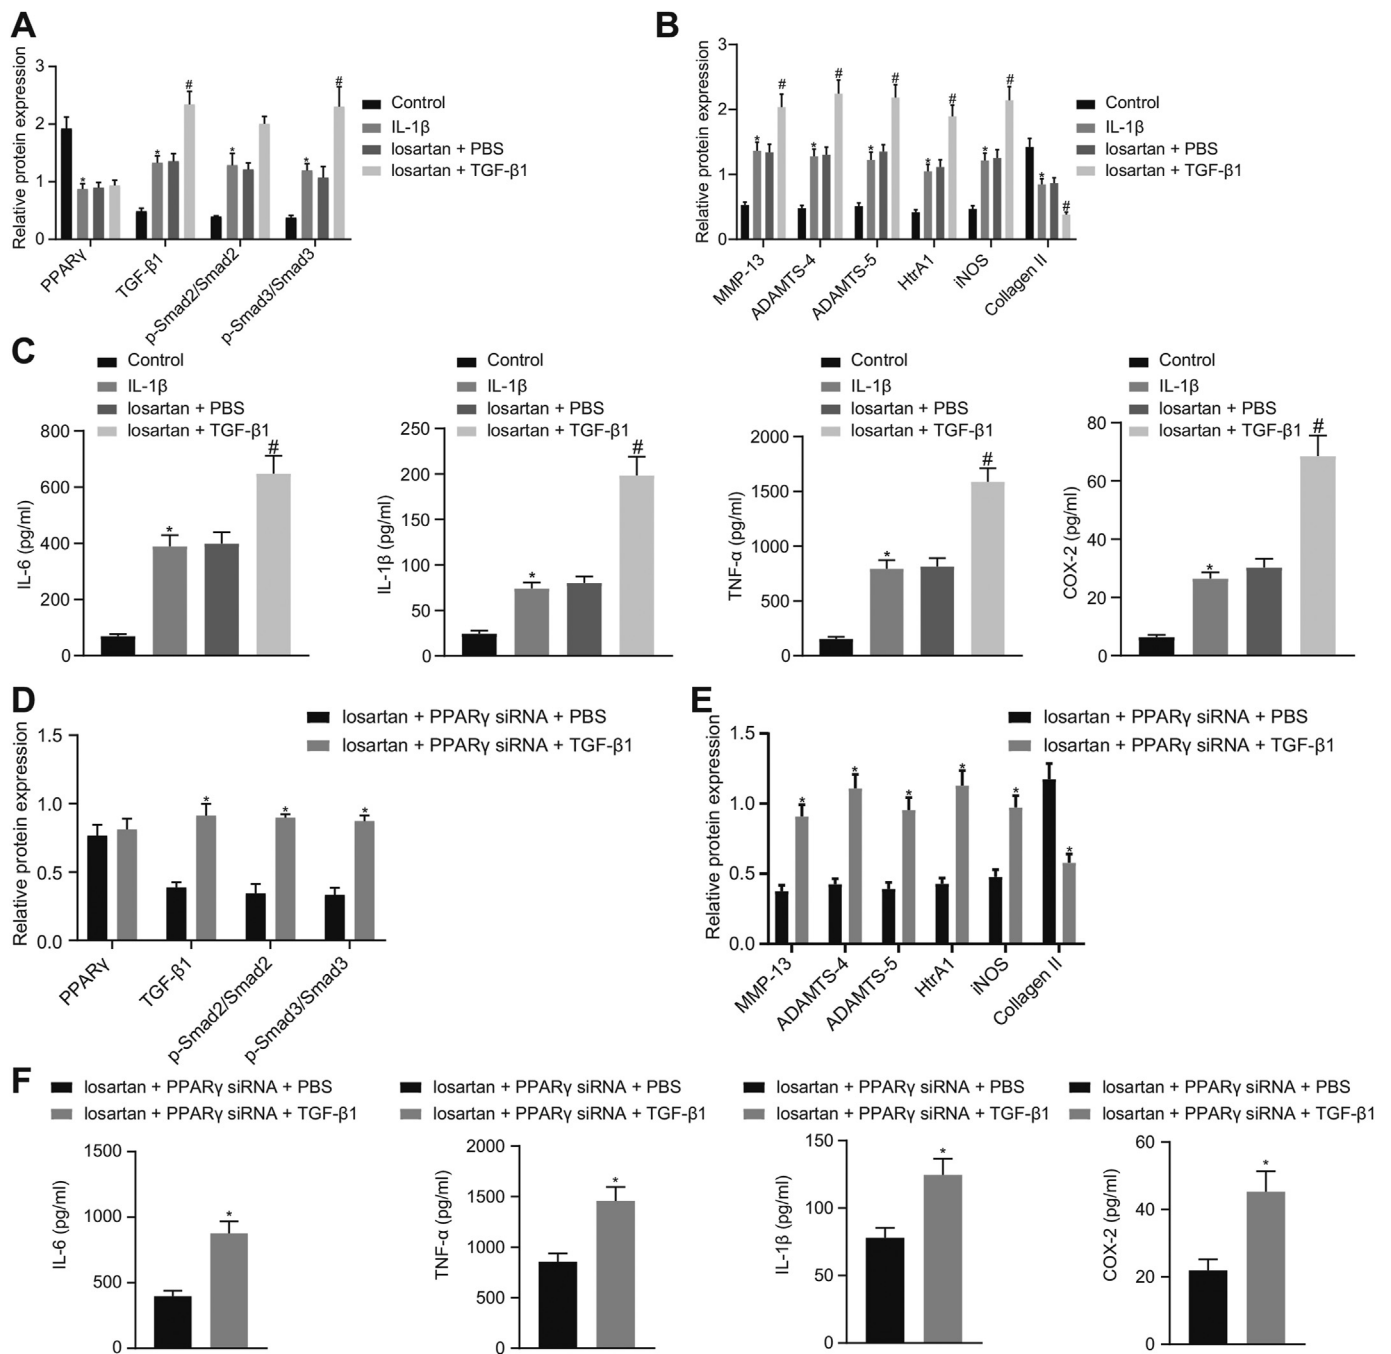 A
Relative protein expression
3
2
1
0
#
#
*
*
*
*
PPARγ
TGF-β1
p-Smad2/Smad2
p-Smad3/Smad3
Control
IL-1β
losartan + PBS
losartan + TGF-β1
B
Relative protein expression
3
2
1
0
*
#
*
#
*
#
*
#
*
#
*
#
MMP-13
ADAMTS-4
ADAMTS-5
HtrA1
iNOS
Collagen II
Control
IL-1β
losartan + PBS
losartan + TGF-β1
C
Control
IL-1β
losartan + PBS
losartan + TGF-β1
IL-6 (pg/ml)
800
600
400
200
0
*
#
Control
IL-1β
losartan + PBS
losartan + TGF-β1
IL-1β (pg/ml)
250
200
150
100
50
0
*
#
Control
IL-1β
losartan + PBS
losartan + TGF-β1
TNF-α (pg/ml)
2000
1500
1000
500
0
*
#
Control
IL-1β
losartan + PBS
losartan + TGF-β1
COX-2 (pg/ml)
80
60
40
20
0
*
#
D
losartan + PPARγ siRNA + PBS
losartan + PPARγ siRNA + TGF-β1
Relative protein expression
1.5
1.0
0.5
0.0
*
*
*
PPARγ
TGF-β1
p-Smad2/Smad2
p-Smad3/Smad3
E
losartan + PPARγ siRNA + PBS
losartan + PPARγ siRNA + TGF-β1
Relative protein expression
1.5
1.0
0.5
0.0
*
*
*
*
*
*
MMP-13
ADAMTS-4
ADAMTS-5
HtrA1
iNOS
Collagen II
F
losartan + PPARγ siRNA + PBS
losartan + PPARγ siRNA + TGF-β1
IL-6 (pg/ml)
1500
1000
500
0
*
losartan + PPARγ siRNA + PBS
losartan + PPARγ siRNA + TGF-β1
TNF-α (pg/ml)
2000
1500
1000
500
0
*
losartan + PPARγ siRNA + PBS
losartan + PPARγ siRNA + TGF-β1
IL-1β (pg/ml)
150
100
50
0
*
losartan + PPARγ siRNA + PBS
losartan + PPARγ siRNA + TGF-β1
COX-2 (pg/ml)
60
40
20
0
*